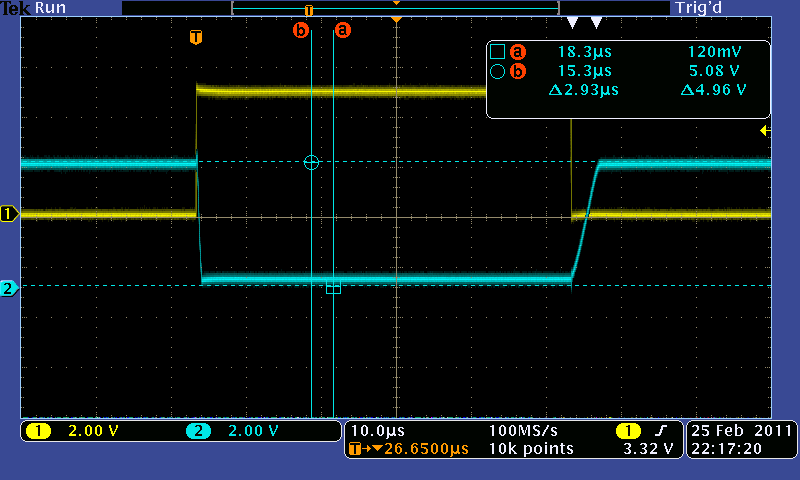 Tek Run Trig'd
T
b a
T
a 18.3µs 120mV
b 15.3µs 5.08 V
Δ2.93µs Δ4.96 V
1
2
1 2.00 V 2 2.00 V
10.0µs 100MS/s 1
T→▼26.6500µs 10k points 3.32 V
25 Feb 2011
22:17:20